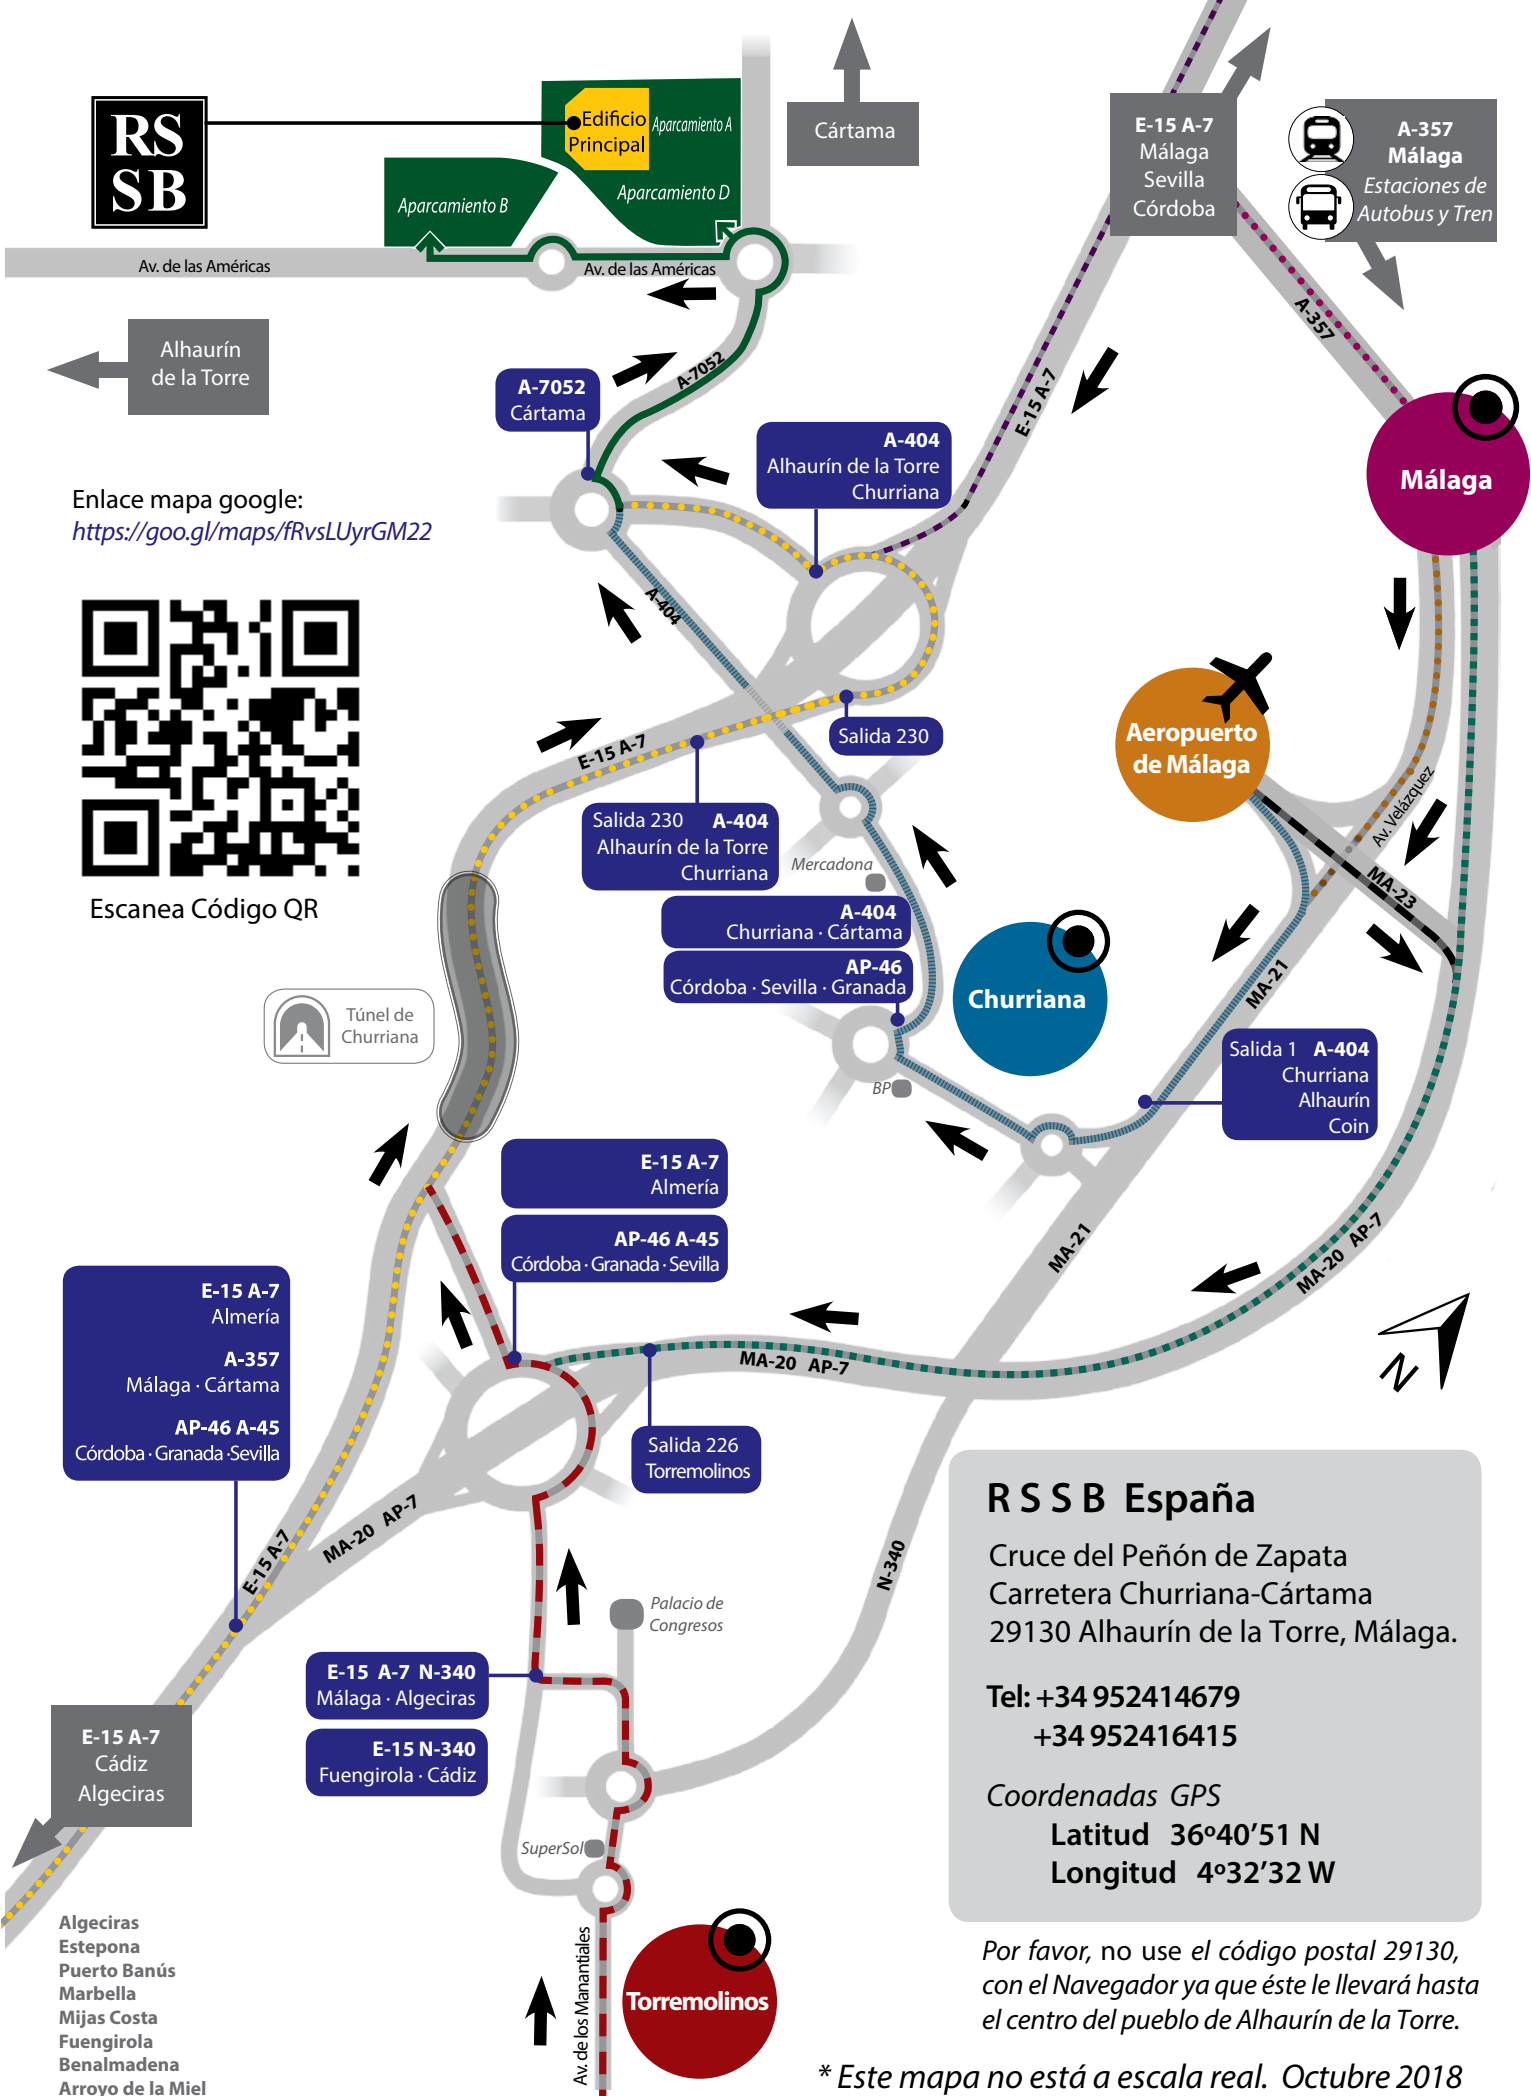 RS
SB
Edificio
Principal
Aparcamiento A
Aparcamiento B
Aparcamiento D
Av. de las Américas
Av. de las Américas
Cártama
E-15 A-7
Málaga
Sevilla
Córdoba
A-357
Málaga
Estaciones de
Autobus y Tren
Alhaurín
de la Torre
A-7052
Cártama
A-7052
A-357
E-15 A-7
A-404
Alhaurín de la Torre
Churriana
Málaga
Enlace mapa google:
https://goo.gl/maps/fRvsLUyrGM22
Escanea Código QR
A-404
Aeropuerto
de Málaga
Salida 230
E-15 A-7
Salida 230 A-404
Alhaurín de la Torre
Churriana
Mercadona
Av. Velázquez
MA-23
A-404
Churriana · Cártama
AP-46
Córdoba · Sevilla · Granada
Churriana
MA-21
Túnel de
Churriana
BP
Salida 1 A-404
Churriana
Alhaurín
Coin
E-15 A-7
Almería
AP-46 A-45
Córdoba · Granada · Sevilla
MA-21
MA-20 AP-7
E-15 A-7
Almería
A-357
Málaga · Cártama
AP-46 A-45
Córdoba · Granada · Sevilla
MA-20 AP-7
N
Salida 226
Torremolinos
MA-20 AP-7
E-15 A-7
N-340
Palacio de
Congresos
E-15 A-7 N-340
Málaga · Algeciras
E-15 N-340
Fuengirola · Cádiz
E-15 A-7
Cádiz
Algeciras
SuperSol
Av. de los Manantiales
Torremolinos
Algeciras
Estepona
Puerto Banús
Marbella
Mijas Costa
Fuengirola
Benalmadena
Arroyo de la Miel
R S S B España
Cruce del Peñón de Zapata
Carretera Churriana-Cártama
29130 Alhaurín de la Torre, Málaga.
Tel: +34 952414679
+34 952416415
Coordenadas GPS
Latitud 36º40’51 N
Longitud 4º32’32 W
Por favor, no use el código postal 29130,
con el Navegador ya que éste le llevará hasta
el centro del pueblo de Alhaurín de la Torre.
* Este mapa no está a escala real. Octubre 2018